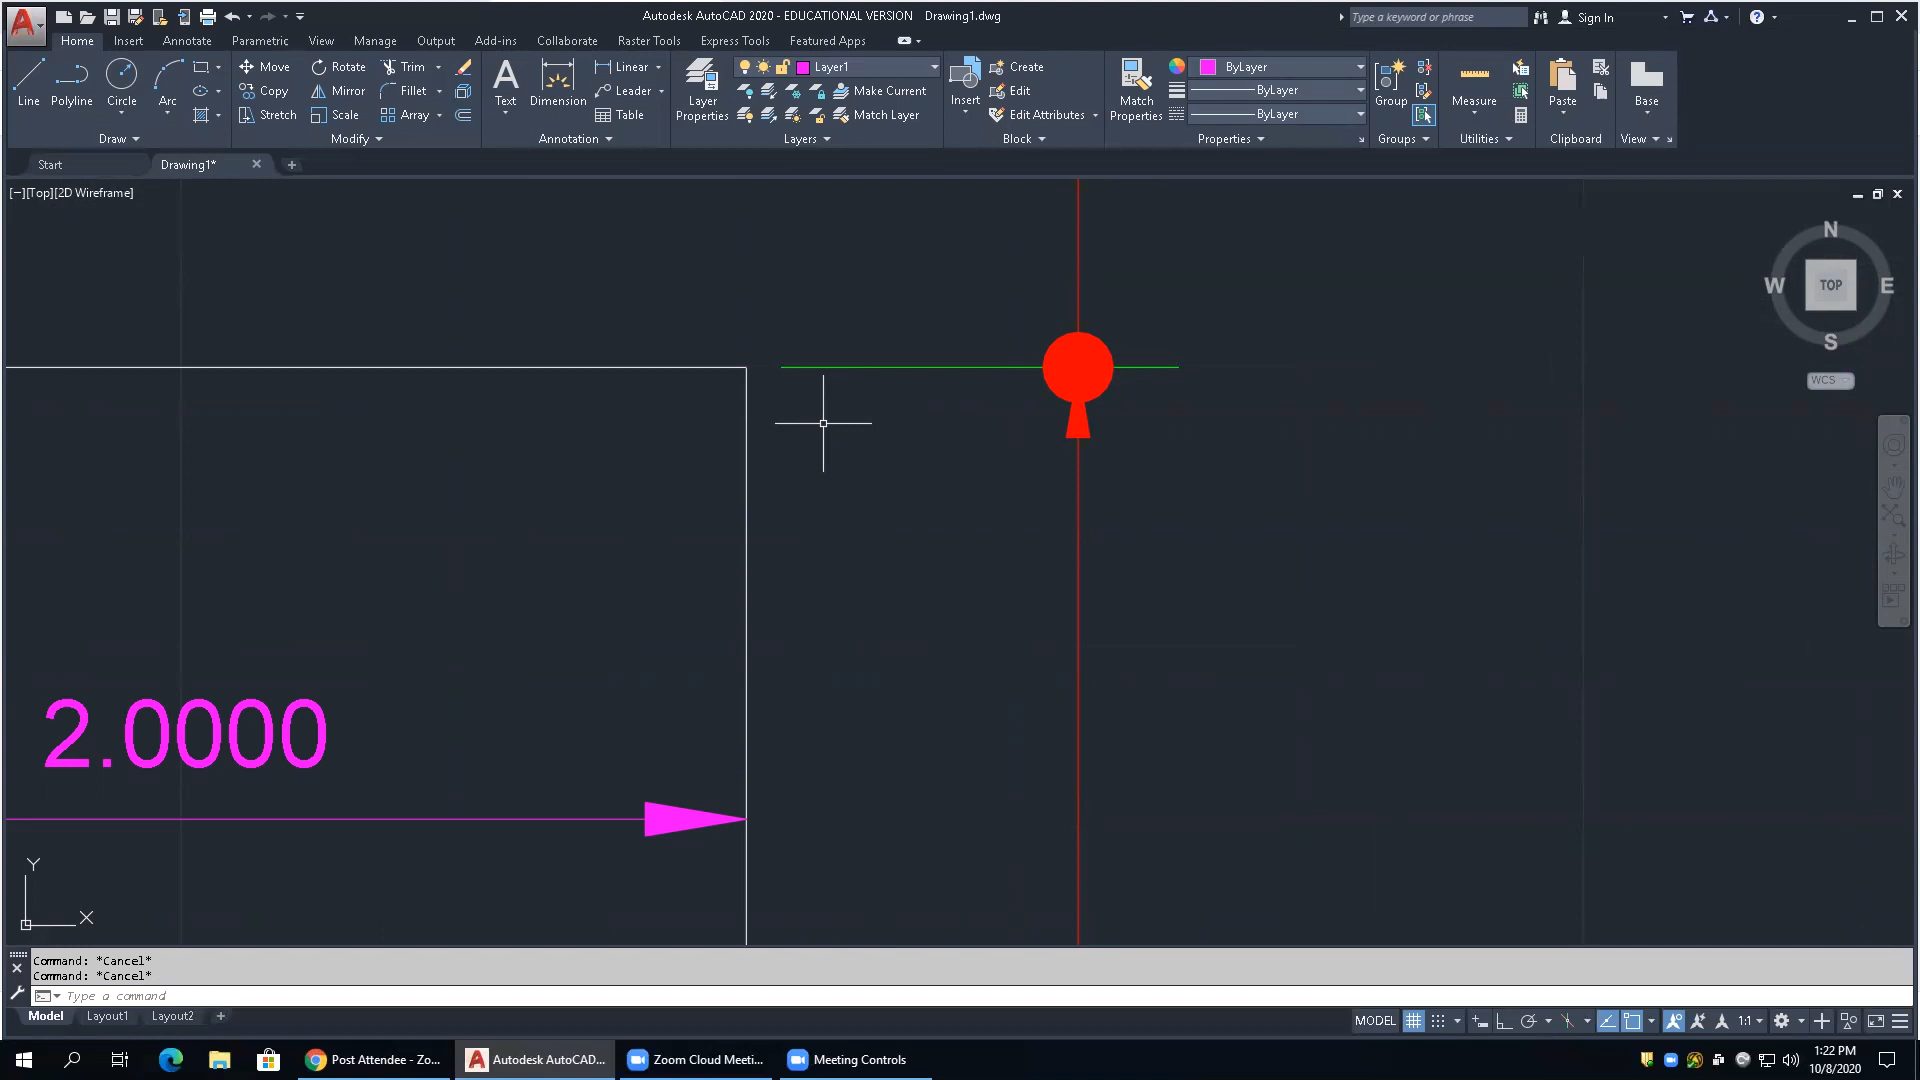 Autodesk AutoCAD 2020 - EDUCATIONAL VERSION Drawing1.dwg
Type a keyword or phrase
Sign In
Home Insert Annotate Parametric View Manage Output Add-ins Collaborate Raster Tools Express Tools Featured Apps
Line Polyline Circle Arc
Move Rotate Trim
Copy Mirror Fillet
Stretch Scale Array
Text Dimension
Linear
Leader
Table
Layer Properties
Layer1
Make Current
Match Layer
Insert
Create
Edit
Edit Attributes
Match Properties
ByLayer
ByLayer
ByLayer
Group
Measure
Paste
Base
Draw Modify Annotation Layers Block Properties Groups Utilities Clipboard View
Start Drawing1*
[−][Top][2D Wireframe]
N
W TOP E
S
WCS
2.0000
Y
X
Command: *Cancel*
Command: *Cancel*
Type a command
Model Layout1 Layout2
MODEL 1:1
Post Attendee - Zo... Autodesk AutoCAD... Zoom Cloud Meeti... Meeting Controls
1:22 PM
10/8/2020